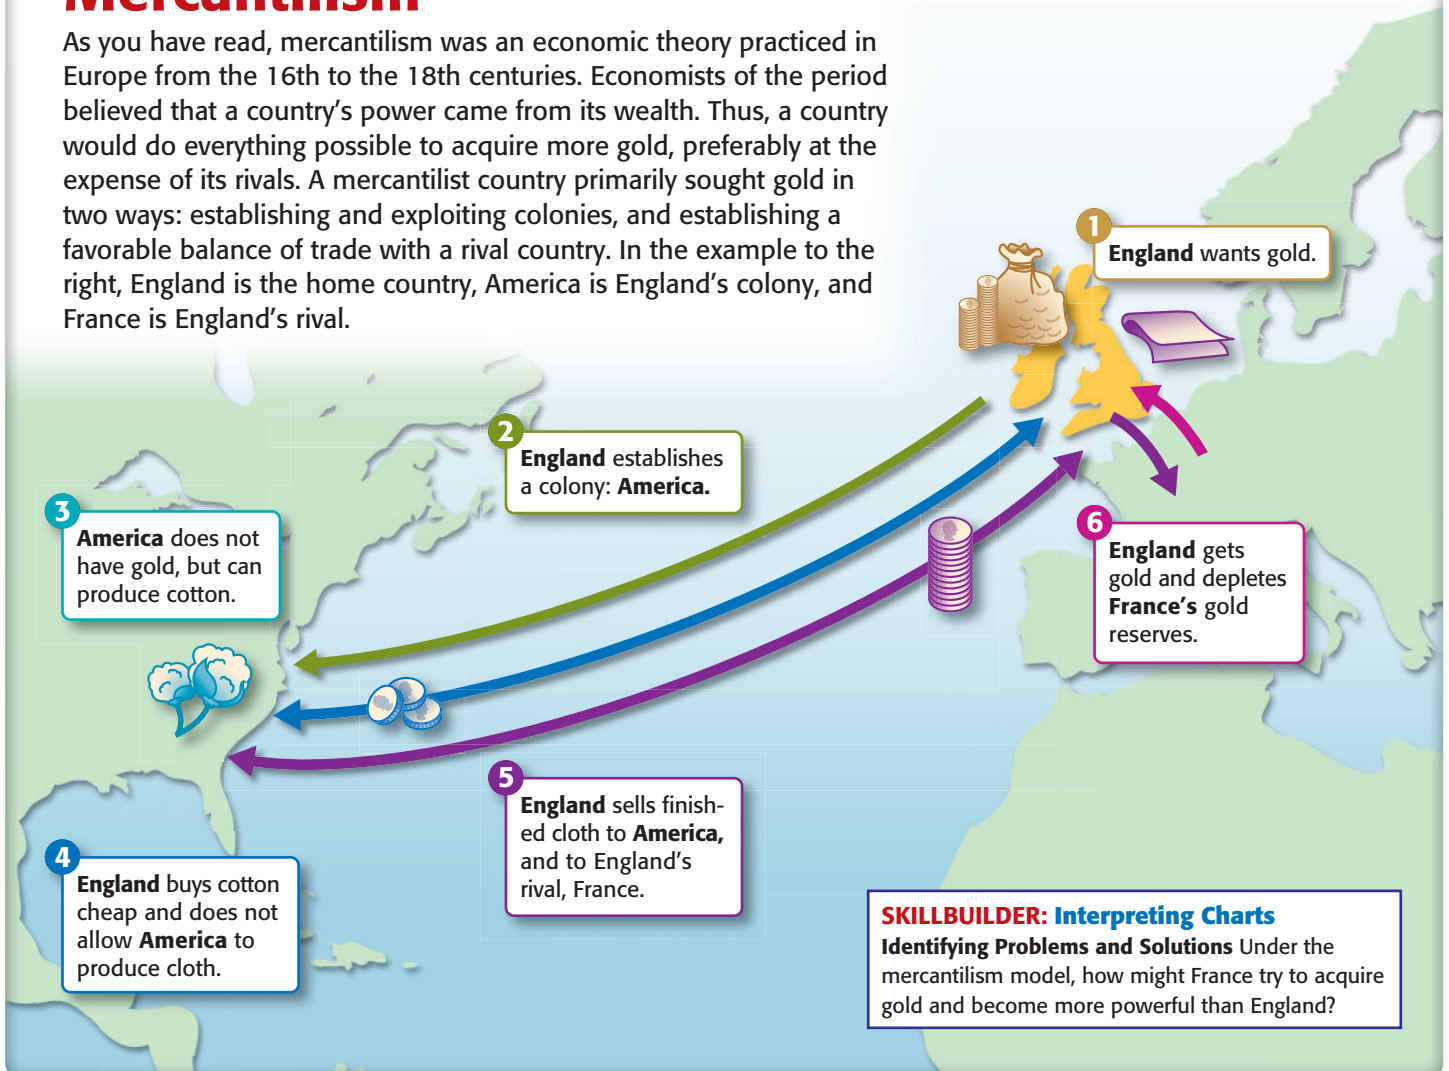 Mercantilism
As you have read, mercantilism was an economic theory practiced in
Europe from the 16th to the 18th centuries. Economists of the period
believed that a country's power came from its wealth. Thus, a country
would do everything possible to acquire more gold, preferably at the
expense of its rivals. A mercantilist country primarily sought gold in
two ways: establishing and exploiting colonies, and establishing a
favorable balance of trade with a rival country. In the example to the
right, England is the home country, America is England's colony, and
France is England's rival.
1
England wants gold.
2
England establishes
a colony: America.
3
America does not
have gold, but can
produce cotton.
4
England buys cotton
cheap and does not
allow America to
produce cloth.
5
England sells finish-
ed cloth to America,
and to England's
rival, France.
6
England gets
gold and depletes
France's gold
reserves.
SKILLBUILDER: Interpreting Charts
Identifying Problems and Solutions Under the
mercantilism model, how might France try to acquire
gold and become more powerful than England?